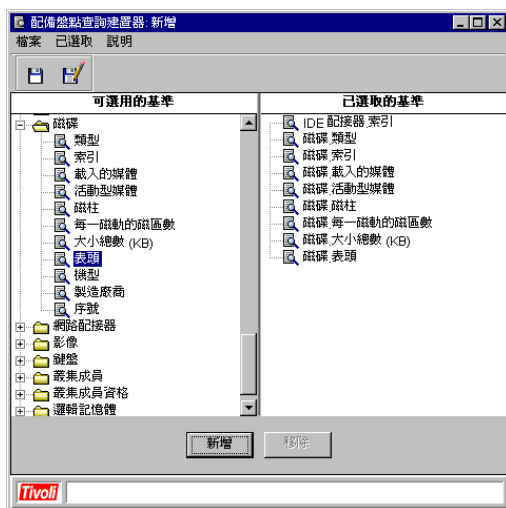 配備盤點查詢建置器: 新增
檔案 已選取 說明
可選用的基準
磁碟
類型
索引
載入的媒體
活動型媒體
磁柱
每一磁軌的磁區數
大小總數 (KB)
表頭
機型
製造廠商
序號
網路配接器
影像
鍵盤
叢集成員
叢集成員資格
邏輯記憶體
已選取的基準
IDE 配接器.索引
磁碟.類型
磁碟.索引
磁碟.載入的媒體
磁碟.活動型媒體
磁碟.磁柱
磁碟.每一磁軌的磁區數
磁碟.大小總數 (KB)
磁碟.表頭
新增 移除
Tivoli